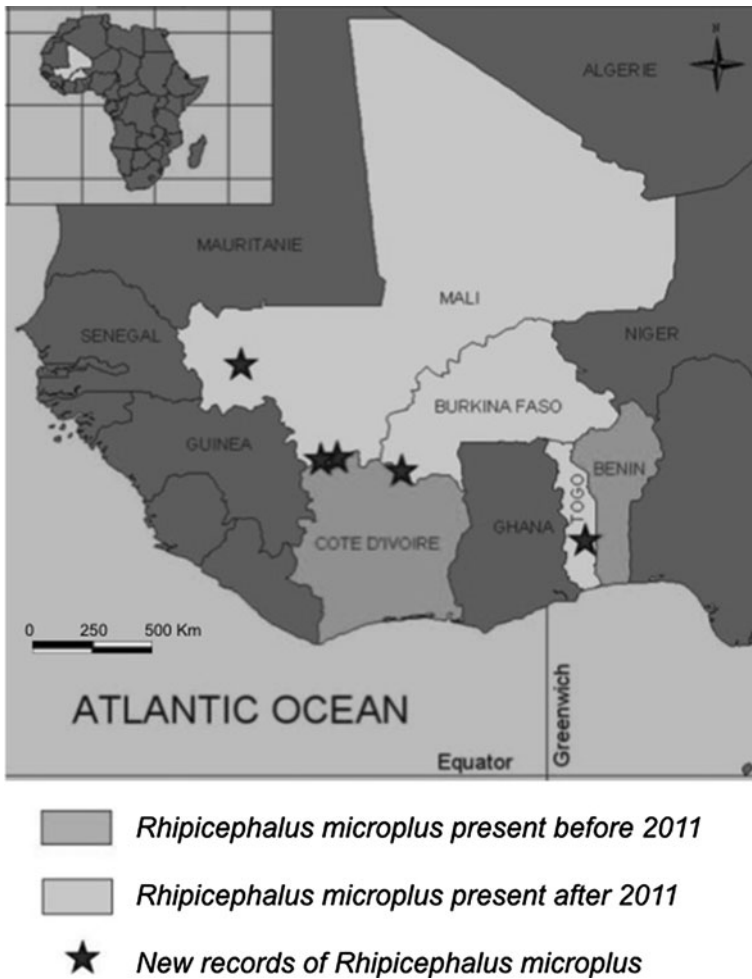 N
ALGERIE
MAURITANIE
MALI
SENEGAL
NIGER
BURKINA FASO
GUINEA
BENIN
TOGO
COTE D'IVOIRE
GHANA
0 250 500 Km
ATLANTIC OCEAN
Greenwich
Equator
Rhipicephalus microplus present before 2011
Rhipicephalus microplus present after 2011
New records of Rhipicephalus microplus